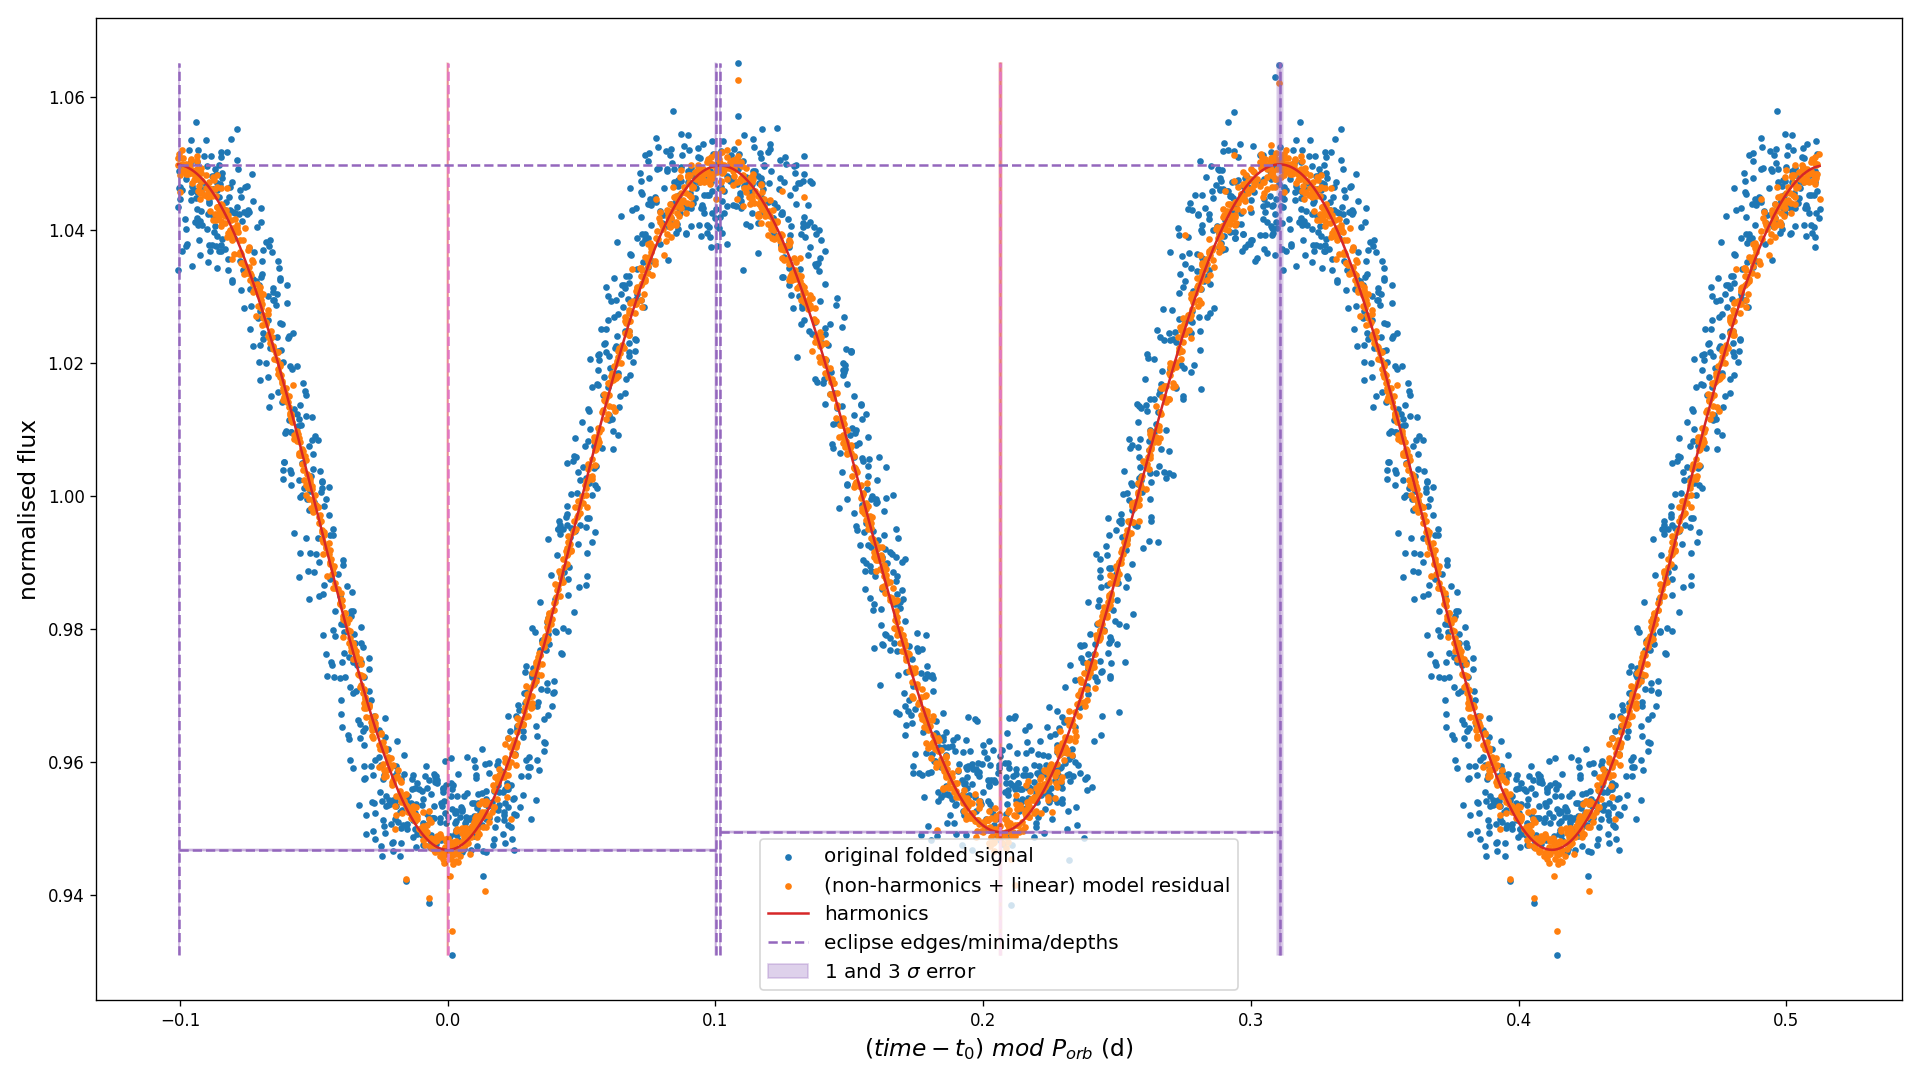 normalised flux
1.06
1.04
1.02
1.00
0.98
0.96
0.94
original folded signal
(non-harmonics + linear) model residual
harmonics
eclipse edges/minima/depths
1 and 3 σ error
−0.1 0.0 0.1 0.2 0.3 0.4 0.5
(time − t₀) mod Pₒᵣb (d)